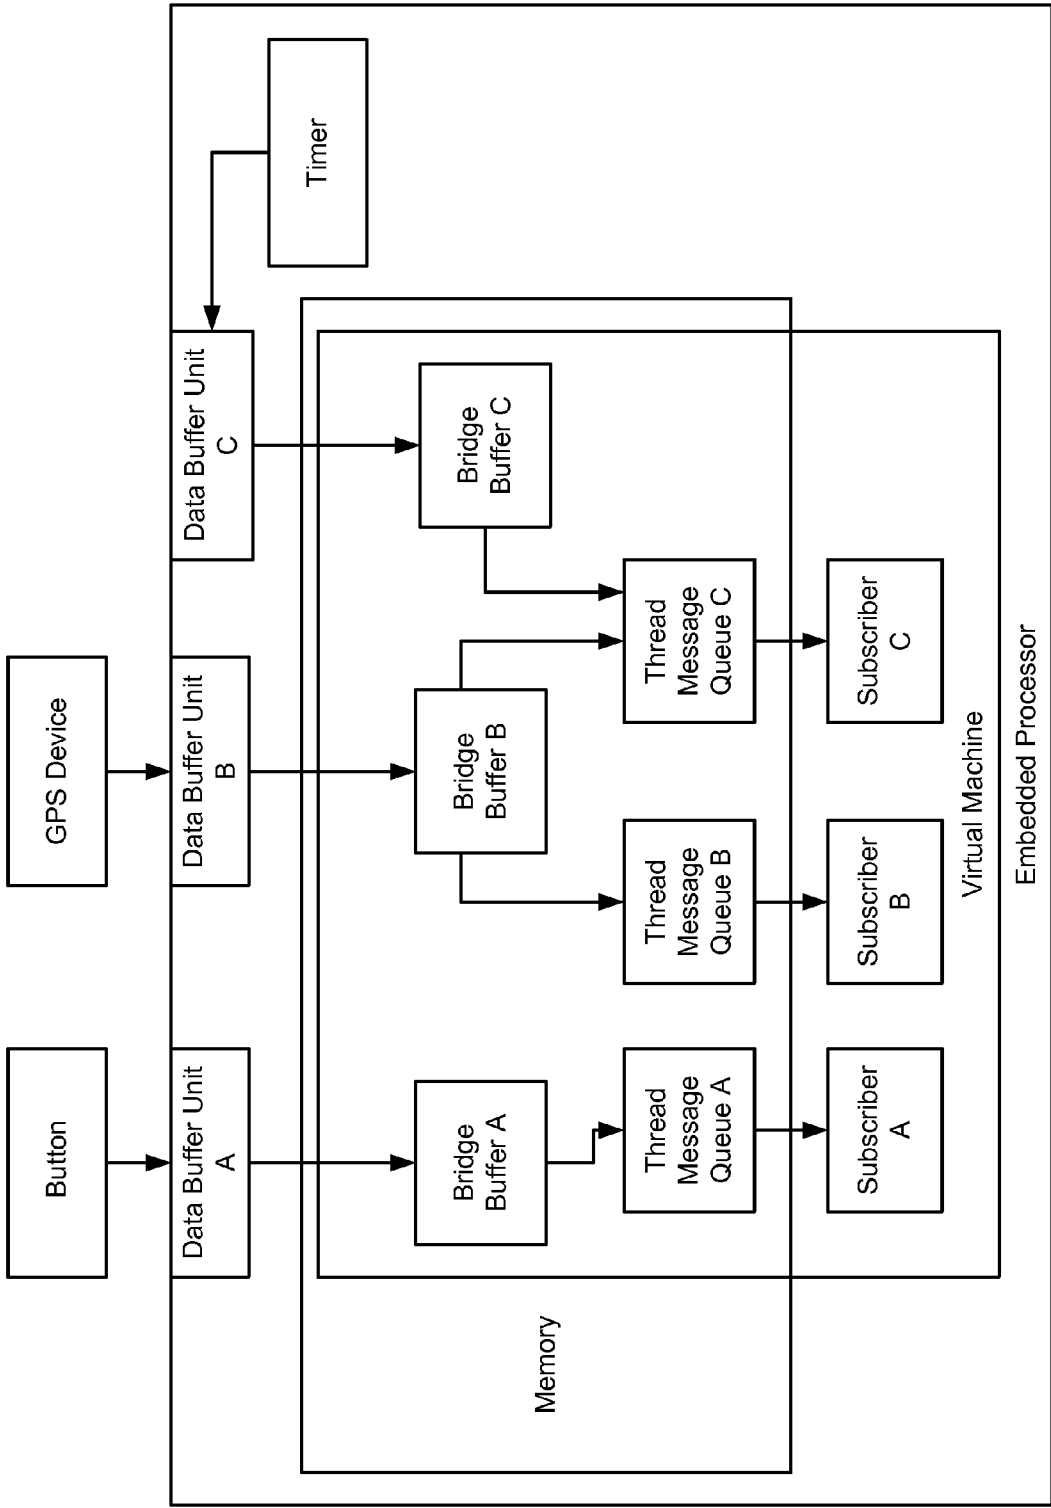 Button
GPS Device
Data Buffer Unit
A
Data Buffer Unit
B
Data Buffer Unit
C
Timer
Memory
Bridge
Buffer A
Bridge
Buffer B
Bridge
Buffer C
Thread
Message
Queue A
Thread
Message
Queue B
Thread
Message
Queue C
Subscriber
A
Subscriber
B
Subscriber
C
Virtual Machine
Embedded Processor